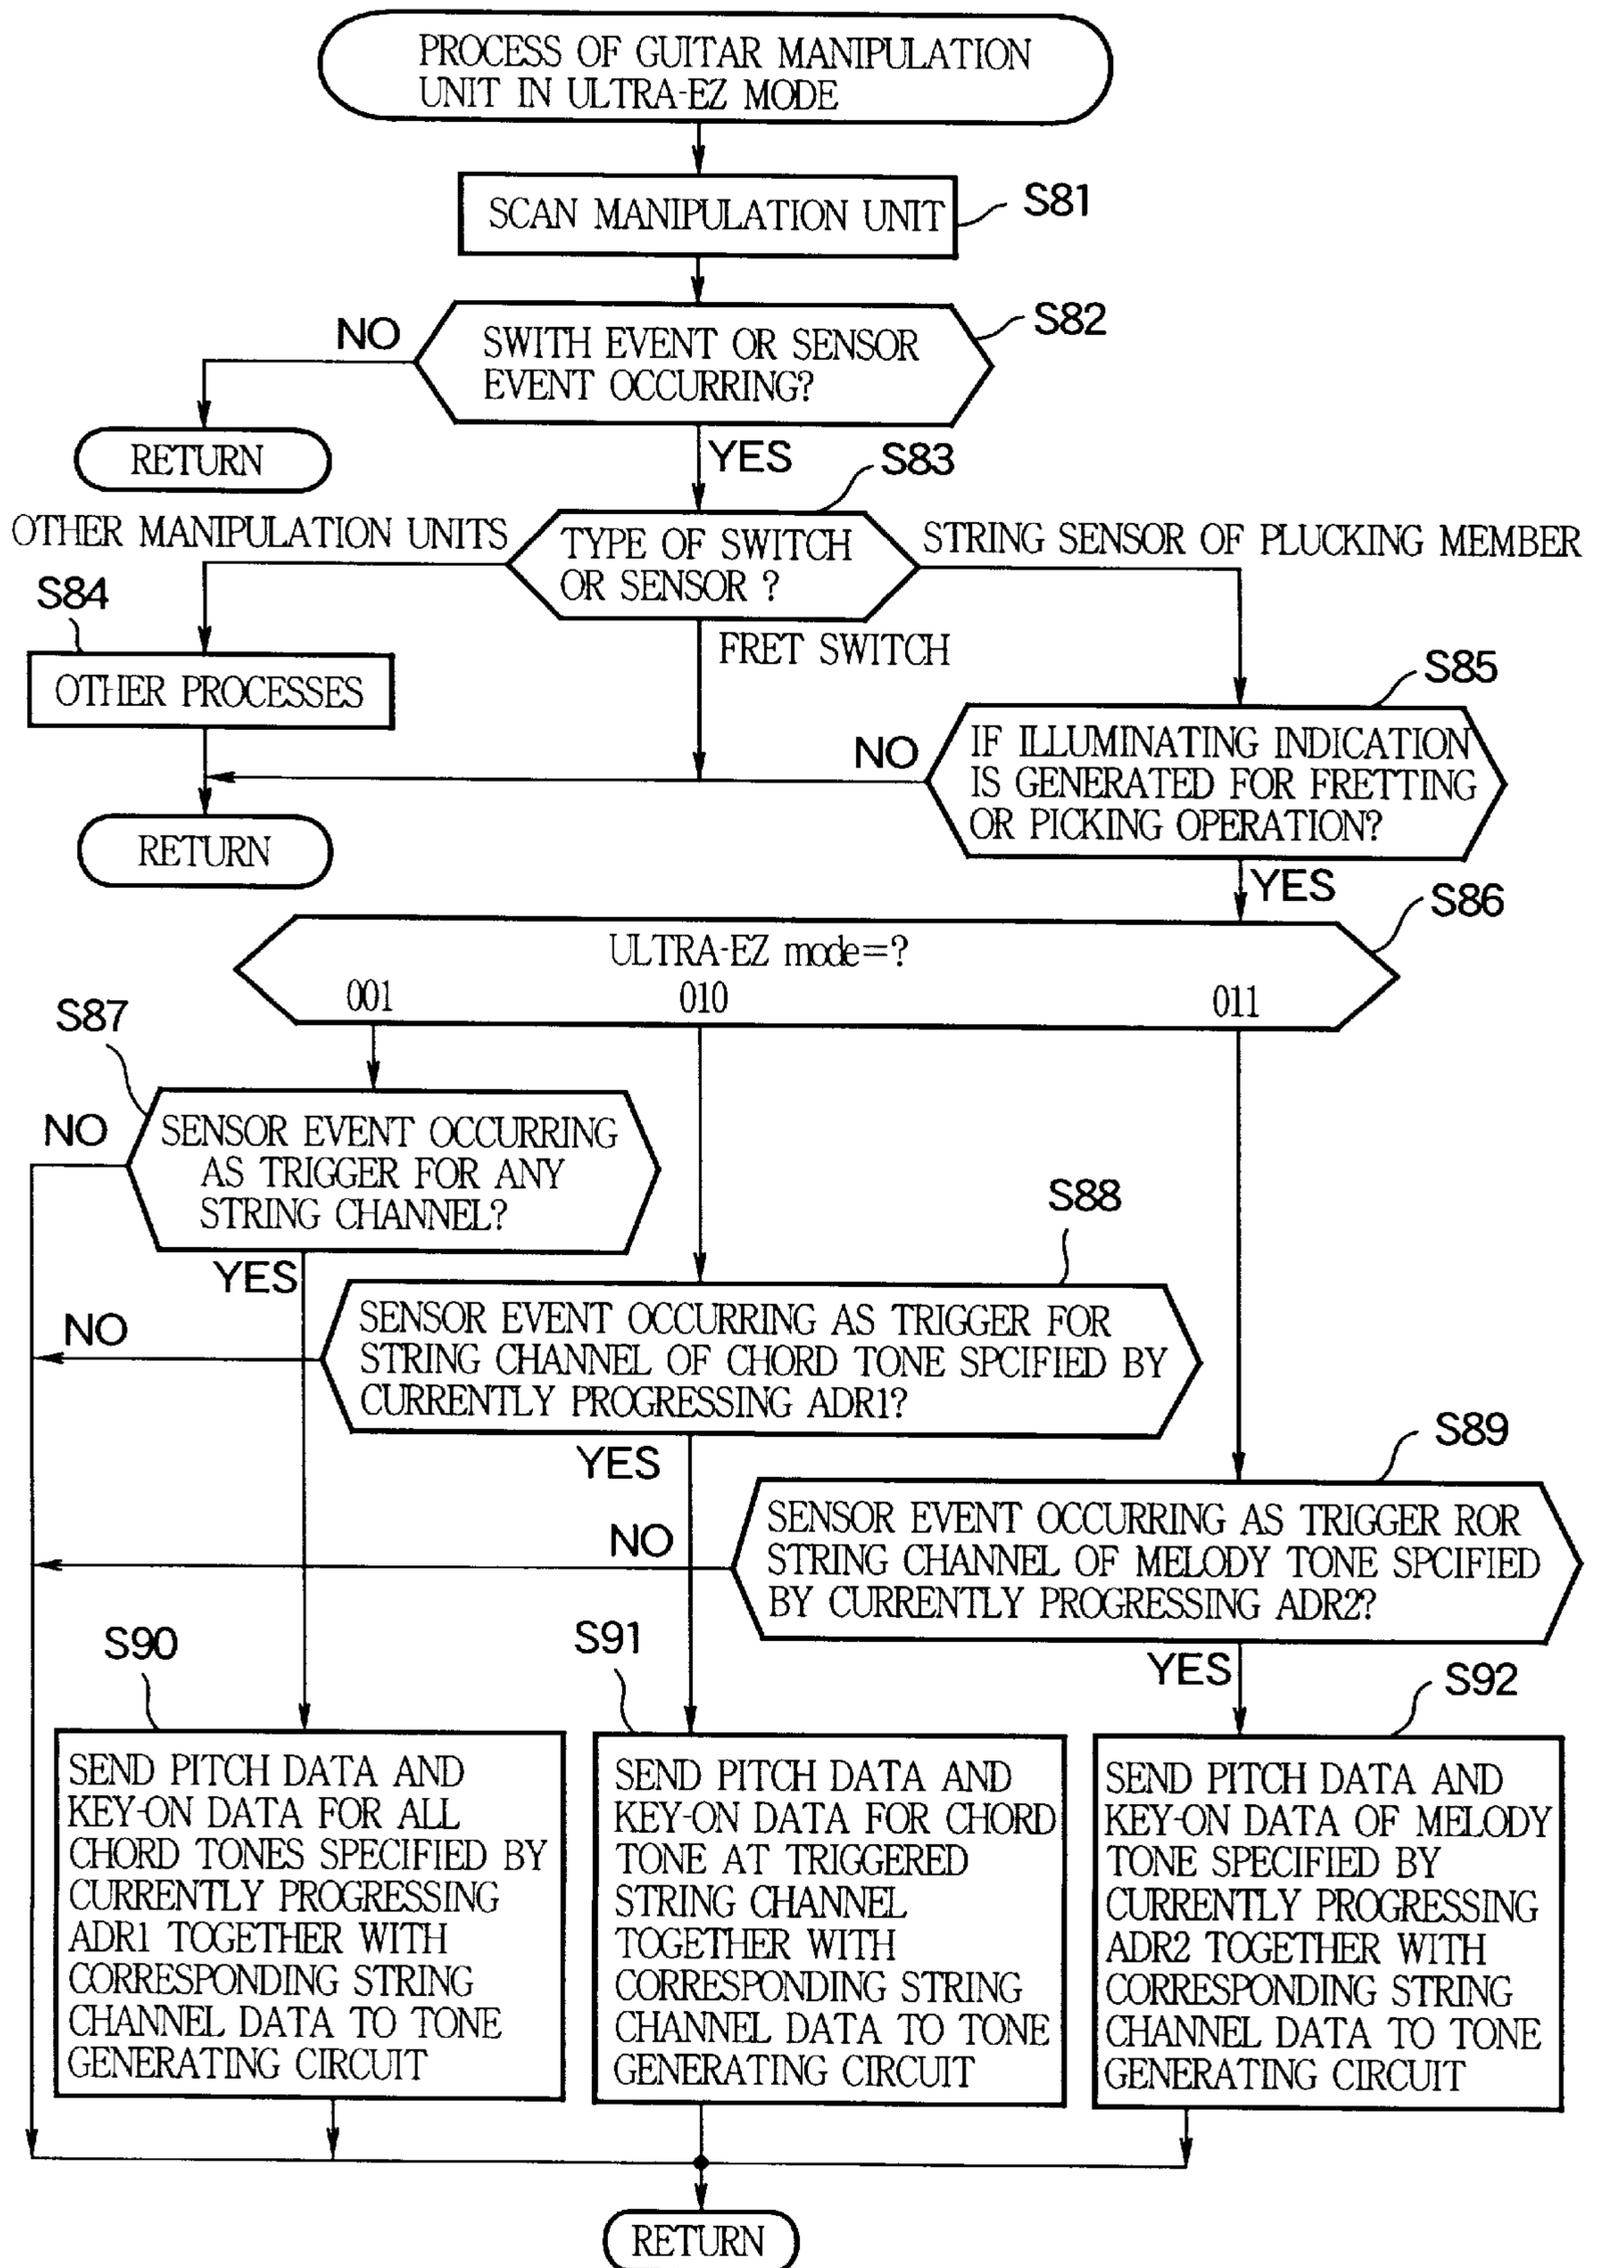 PROCESS OF GUITAR MANIPULATION
UNIT IN ULTRA-EZ MODE
SCAN MANIPULATION UNIT
S81
NO
SWITH EVENT OR SENSOR
EVENT OCCURRING?
S82
RETURN
YES
S83
OTHER MANIPULATION UNITS
TYPE OF SWITCH
OR SENSOR ?
STRING SENSOR OF PLUCKING MEMBER
S84
FRET SWITCH
OTHER PROCESSES
S85
NO
IF ILLUMINATING INDICATION
IS GENERATED FOR FRETTING
OR PICKING OPERATION?
RETURN
YES
S86
ULTRA-EZ mode=?
001
010
011
S87
NO
SENSOR EVENT OCCURRING
AS TRIGGER FOR ANY
STRING CHANNEL?
S88
YES
NO
SENSOR EVENT OCCURRING AS TRIGGER FOR
STRING CHANNEL OF CHORD TONE SPCIFIED BY
CURRENTLY PROGRESSING ADR1?
S89
YES
NO
SENSOR EVENT OCCURRING AS TRIGGER ROR
STRING CHANNEL OF MELODY TONE SPCIFIED
BY CURRENTLY PROGRESSING ADR2?
S90
S91
YES
S92
SEND PITCH DATA AND
KEY-ON DATA FOR ALL
CHORD TONES SPECIFIED BY
CURRENTLY PROGRESSING
ADR1 TOGETHER WITH
CORRESPONDING STRING
CHANNEL DATA TO TONE
GENERATING CIRCUIT
SEND PITCH DATA AND
KEY-ON DATA FOR CHORD
TONE AT TRIGGERED
STRING CHANNEL
TOGETHER WITH
CORRESPONDING STRING
CHANNEL DATA TO TONE
GENERATING CIRCUIT
SEND PITCH DATA AND
KEY-ON DATA OF MELODY
TONE SPECIFIED BY
CURRENTLY PROGRESSING
ADR2 TOGETHER WITH
CORRESPONDING STRING
CHANNEL DATA TO TONE
GENERATING CIRCUIT
RETURN